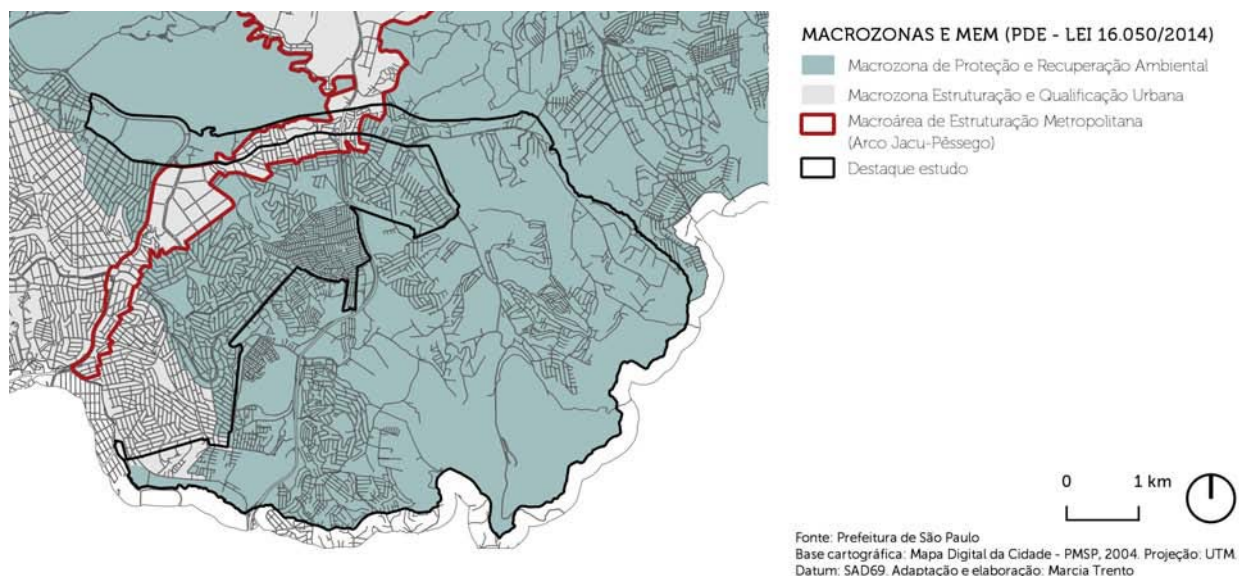 MACROZONAS E MEM (PDE - LEI 16.050/2014)
Macrozona de Proteção e Recuperação Ambiental
Macrozona Estruturação e Qualificação Urbana
Macroárea de Estruturação Metropolitana
(Arco Jacu-Pêssego)
Destaque estudo
0 1 km
Fonte: Prefeitura de São Paulo
Base cartográfica: Mapa Digital da Cidade - PMSP, 2004. Projeção: UTM.
Datum: SAD69. Adaptação e elaboração: Marcia Trento